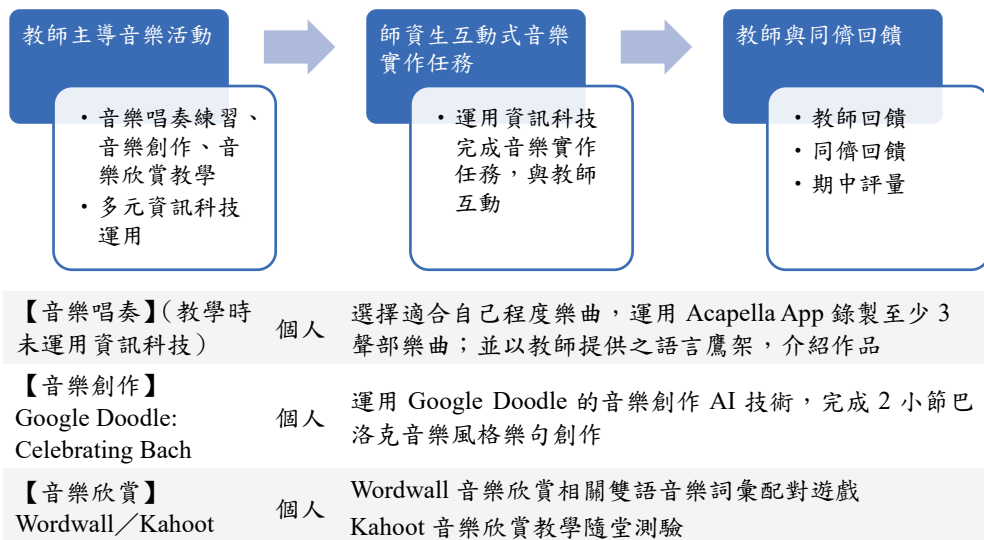 教師主導音樂活動
・音樂唱奏練習、
音樂創作、音
樂欣賞教學
・多元資訊科技
運用
師資生互動式音樂
實作任務
・運用資訊科技
完成音樂實作
任務，與教師
互動
教師與同儕回饋
・教師回饋
・同儕回饋
・期中評量
【音樂唱奏】（教學時
未運用資訊科技）
個人
選擇適合自己程度樂曲，運用 Acapella App 錄製至少 3
聲部樂曲；並以教師提供之語言鷹架，介紹作品
【音樂創作】
Google Doodle:
Celebrating Bach
個人
運用 Google Doodle 的音樂創作 AI 技術，完成 2 小節巴
洛克音樂風格樂句創作
【音樂欣賞】
Wordwall／Kahoot
個人
Wordwall 音樂欣賞相關雙語音樂詞彙配對遊戲
Kahoot 音樂欣賞教學隨堂測驗